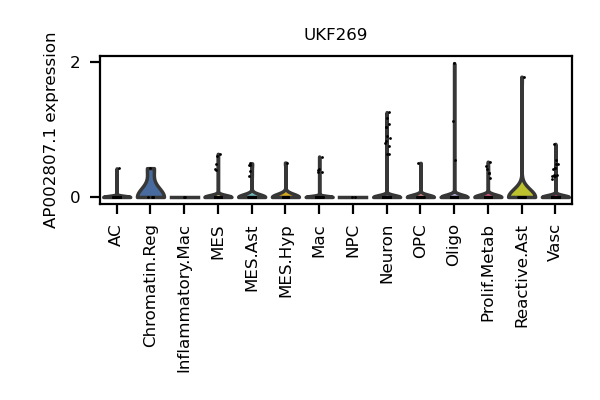 UKF269
AP002807.1 expression
2
0
AC
Chromatin.Reg
Inflammatory.Mac
MES
MES.Ast
MES.Hyp
Mac
NPC
Neuron
OPC
Oligo
Prolif.Metab
Reactive.Ast
Vasc